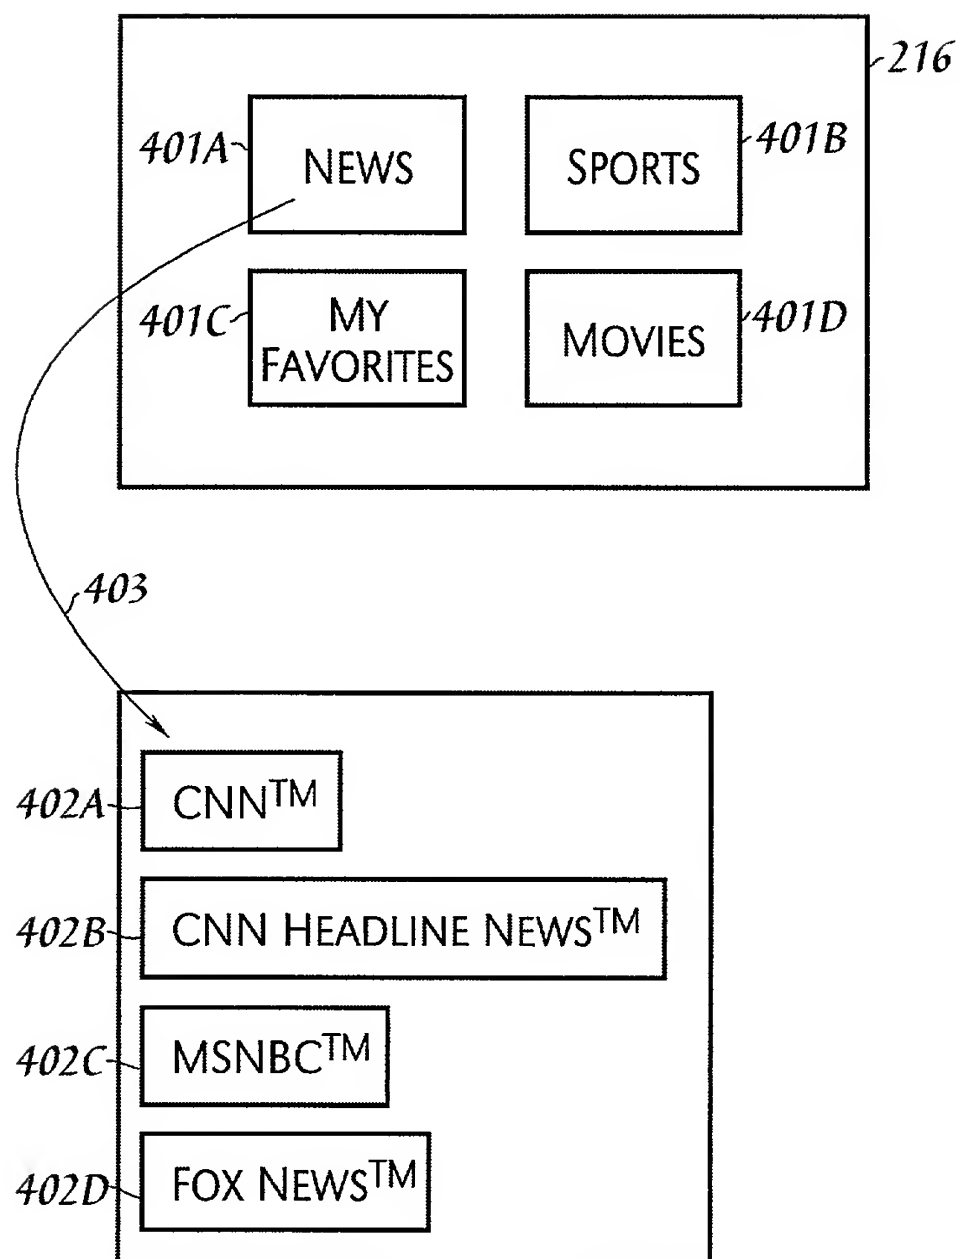 216
401A
NEWS
SPORTS
401B
401C
MY
FAVORITES
MOVIES
401D
403
402A
CNN™
402B
CNN HEADLINE NEWS™
402C
MSNBC™
402D
FOX NEWS™